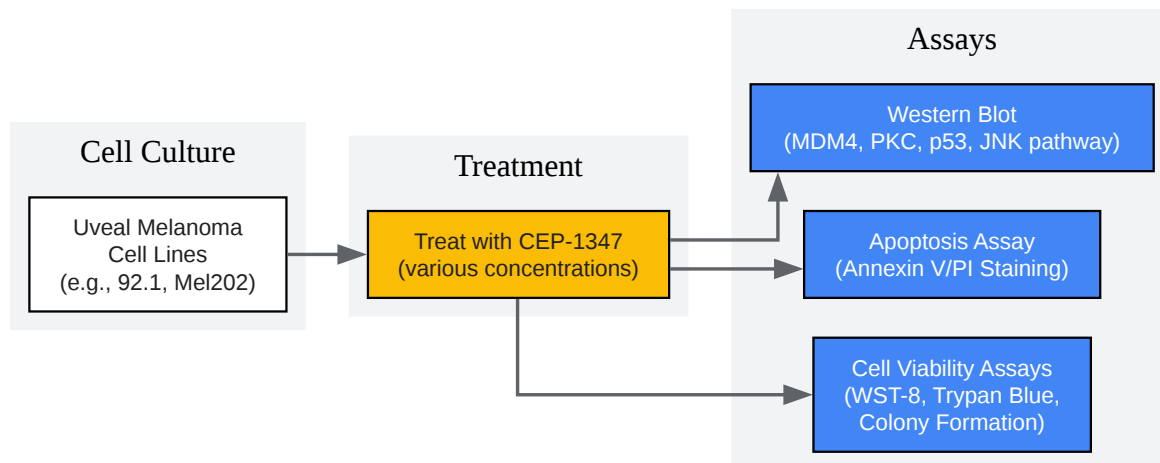 Cell Culture
Uveal Melanoma
Cell Lines
(e.g., 92.1, Mel202)
Treatment
Treat with CEP-1347
(various concentrations)
Assays
Western Blot
(MDM4, PKC, p53, JNK pathway)
Apoptosis Assay
(Annexin V/PI Staining)
Cell Viability Assays
(WST-8, Trypan Blue,
Colony Formation)